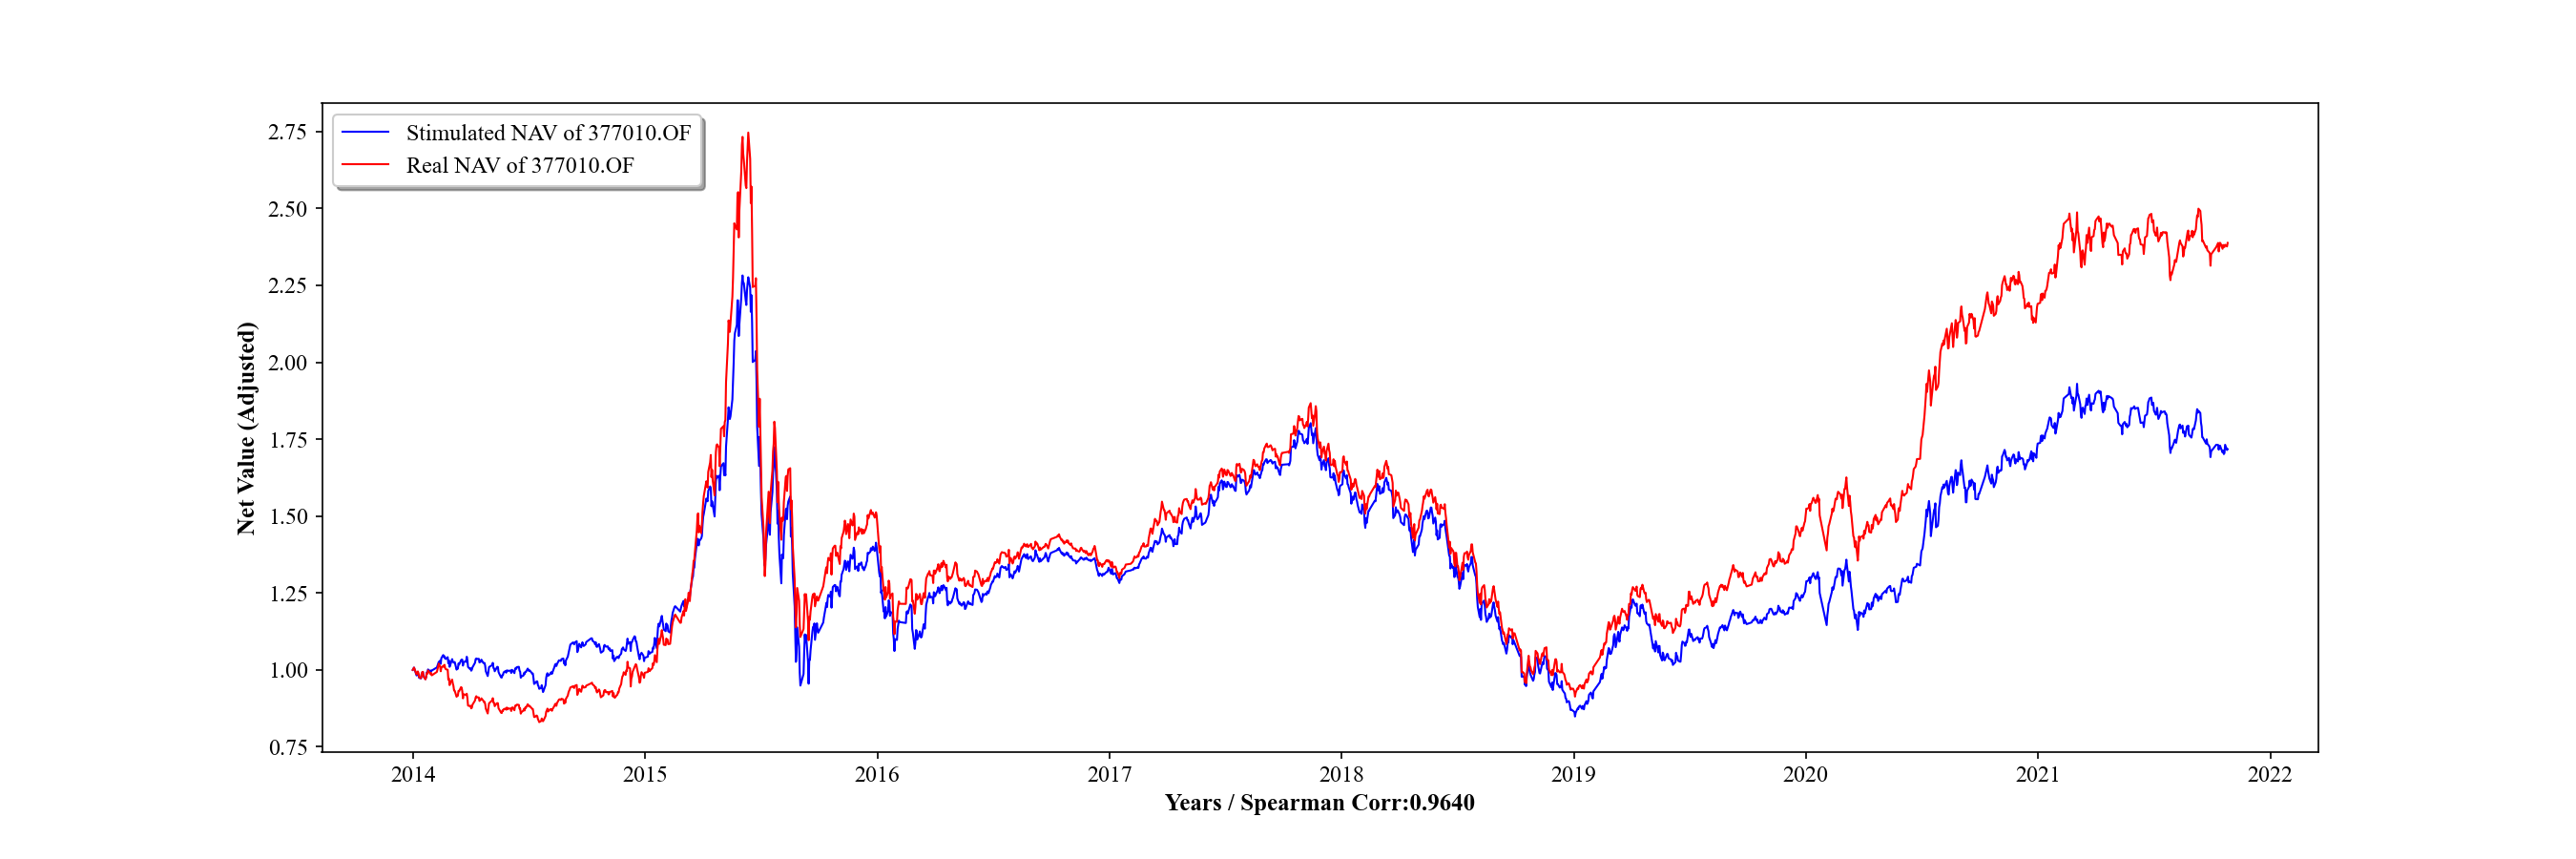 Stimulated NAV of 377010.OF
Real NAV of 377010.OF
2.75
2.50
2.25
2.00
1.75
1.50
1.25
1.00
0.75
Net Value (Adjusted)
2014 2015 2016 2017 2018 2019 2020 2021 2022
Years / Spearman Corr:0.9640